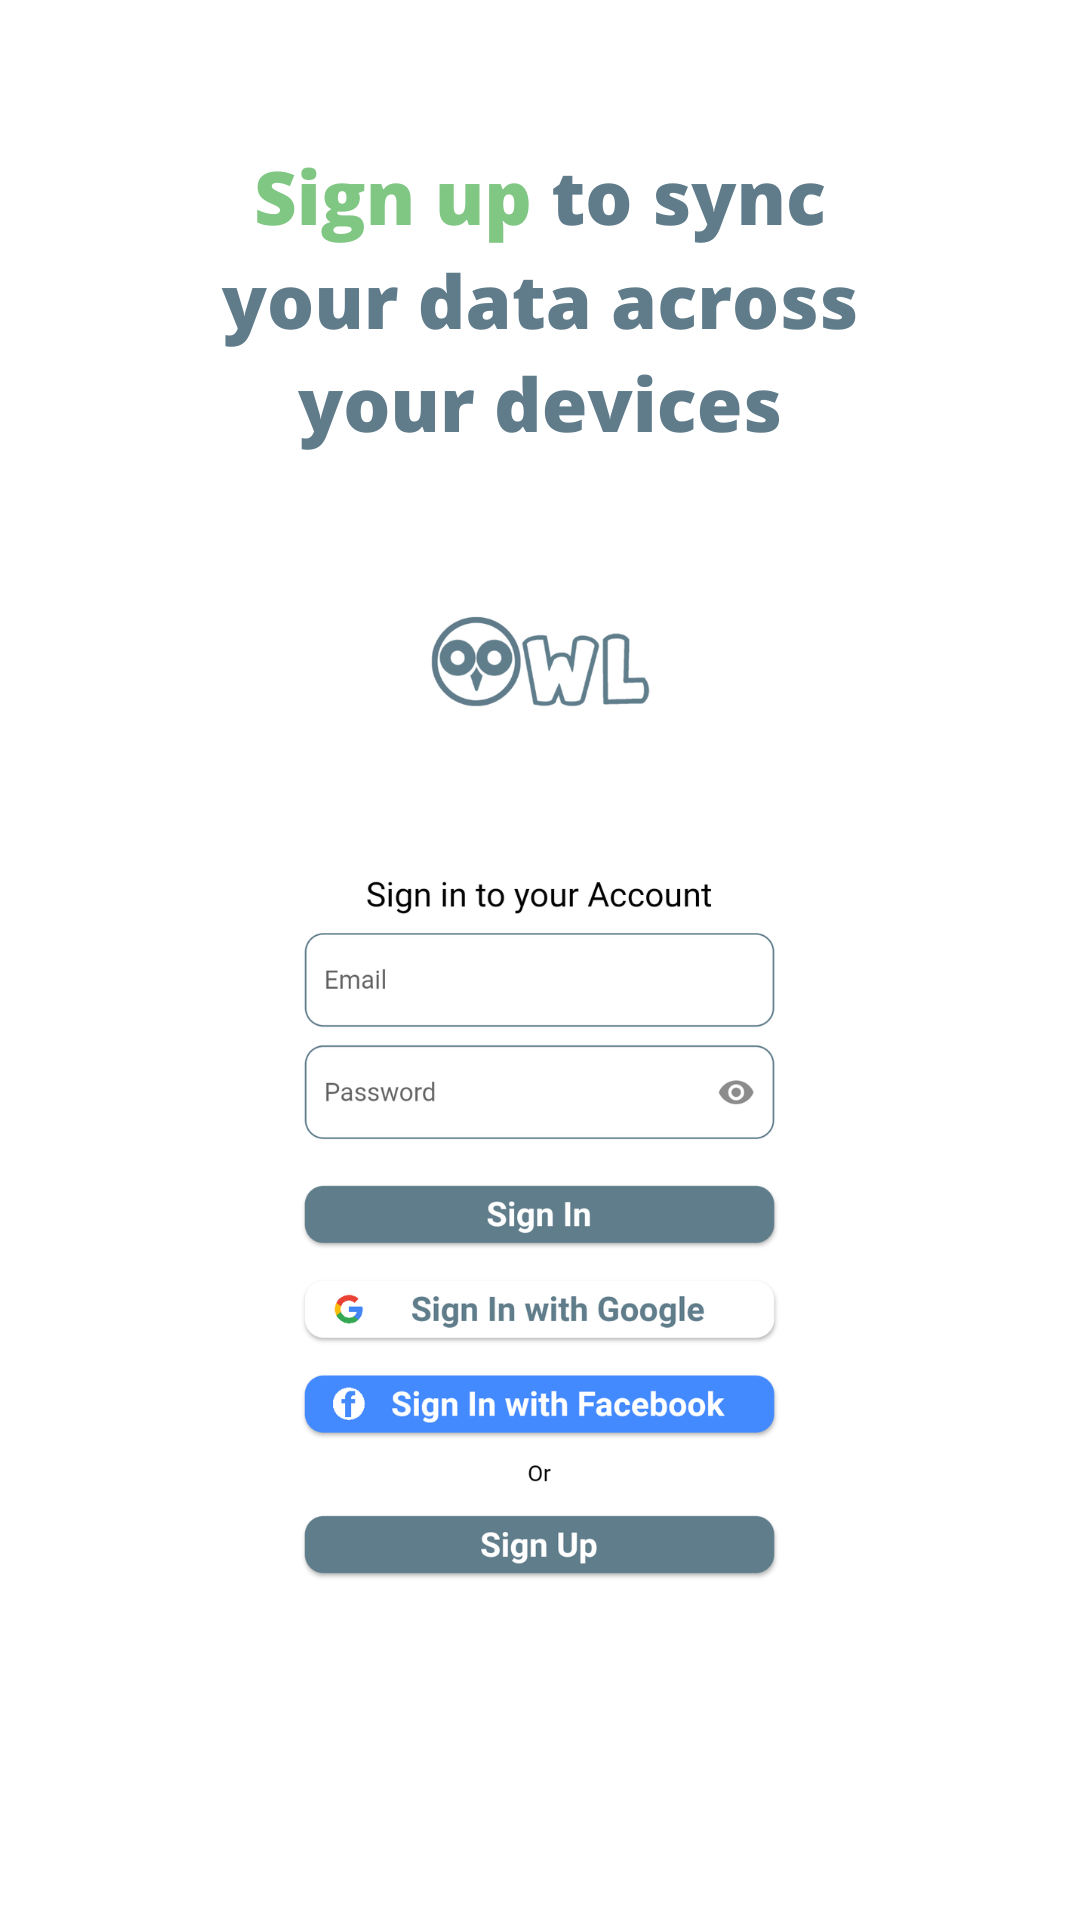 Sign up to sync
your data across
your devices
OWL
Sign in to your Account
Email
Password
Sign In
Sign In with Google
Sign In with Facebook
Or
Sign Up